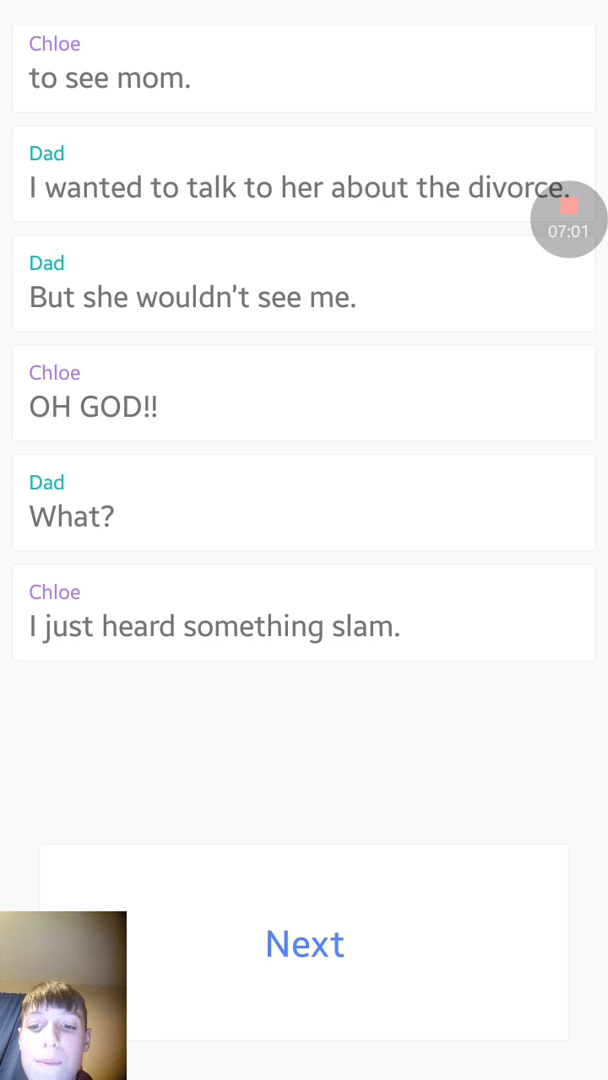 Chloe
to see mom.
Dad
I wanted to talk to her about the divorce.
07:01
Dad
But she wouldn't see me.
Chloe
OH GOD!!
Dad
What?
Chloe
I just heard something slam.
Next